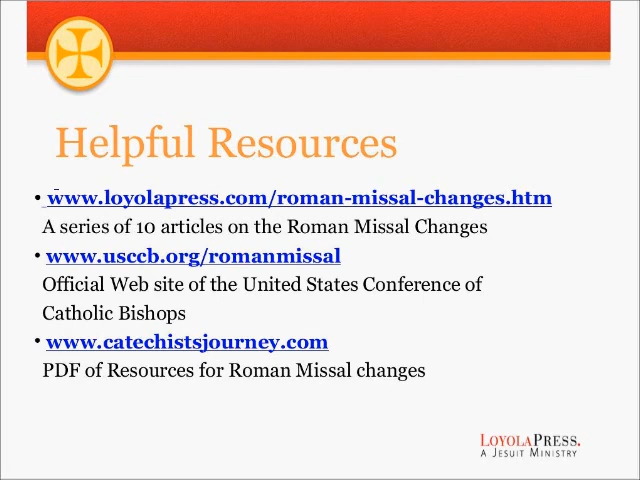 Helpful Resources
• www.loyolapress.com/roman-missal-changes.htm
A series of 10 articles on the Roman Missal Changes
• www.usccb.org/romanmissal
Official Web site of the United States Conference of
Catholic Bishops
• www.catechistsjourney.com
PDF of Resources for Roman Missal changes
LOYOLAPRESS.
A JESUIT MINISTRY